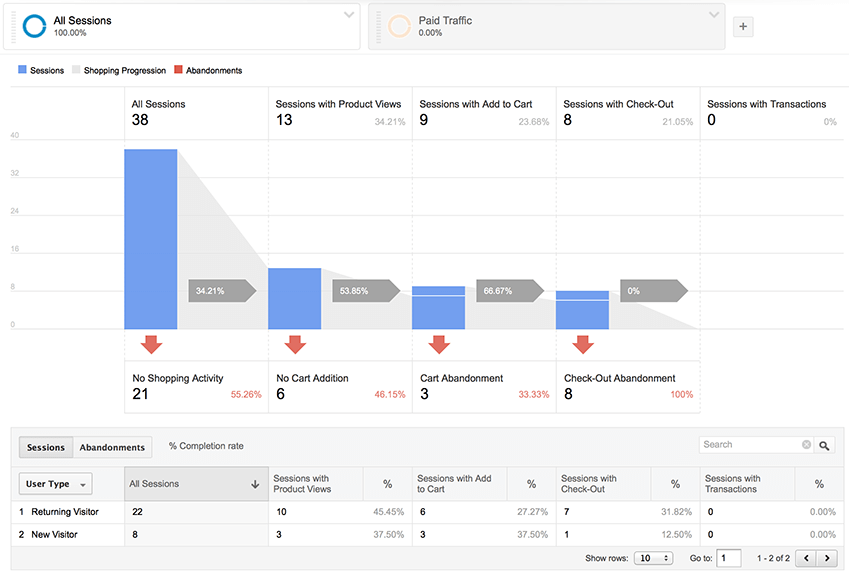 All Sessions
100.00%
Paid Traffic
0.00%
+
Sessions Shopping Progression Abandonments
All Sessions
38
Sessions with Product Views
13 34.21%
Sessions with Add to Cart
9 23.68%
Sessions with Check-Out
8 21.05%
Sessions with Transactions
0 0%
40
32
24
16
8
0
34.21%
53.85%
66.67%
0%
No Shopping Activity
21 55.26%
No Cart Addition
6 46.15%
Cart Abandonment
3 33.33%
Check-Out Abandonment
8 100%
Sessions Abandonments % Completion rate
Search
User Type
All Sessions
Sessions with
Product Views
%
Sessions with Add
to Cart
%
Sessions with
Check-Out
%
Sessions with
Transactions
%
1 Returning Visitor 22 10 45.45% 6 27.27% 7 31.82% 0 0.00%
2 New Visitor 8 3 37.50% 3 37.50% 1 12.50% 0 0.00%
Show rows: 10 Go to: 1 1 - 2 of 2